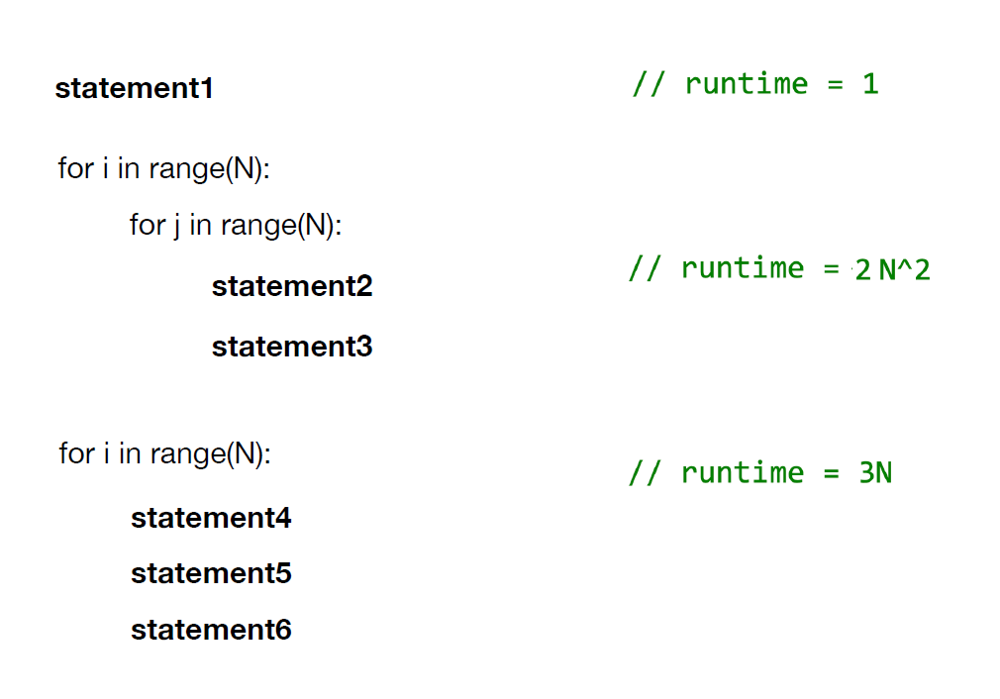 statement1 // runtime = 1
for i in range(N):
for j in range(N):
statement2 // runtime = 2 N^2
statement3
for i in range(N): // runtime = 3N
statement4
statement5
statement6